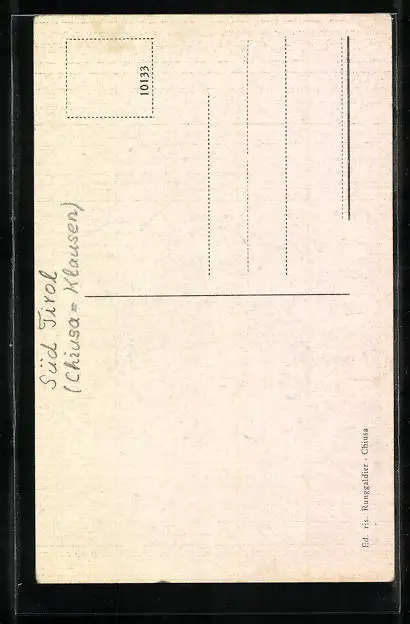 Süd Tirol
(Chiusa = Klausen)
10133
Ed. ris. Runggaldier - Chiusa